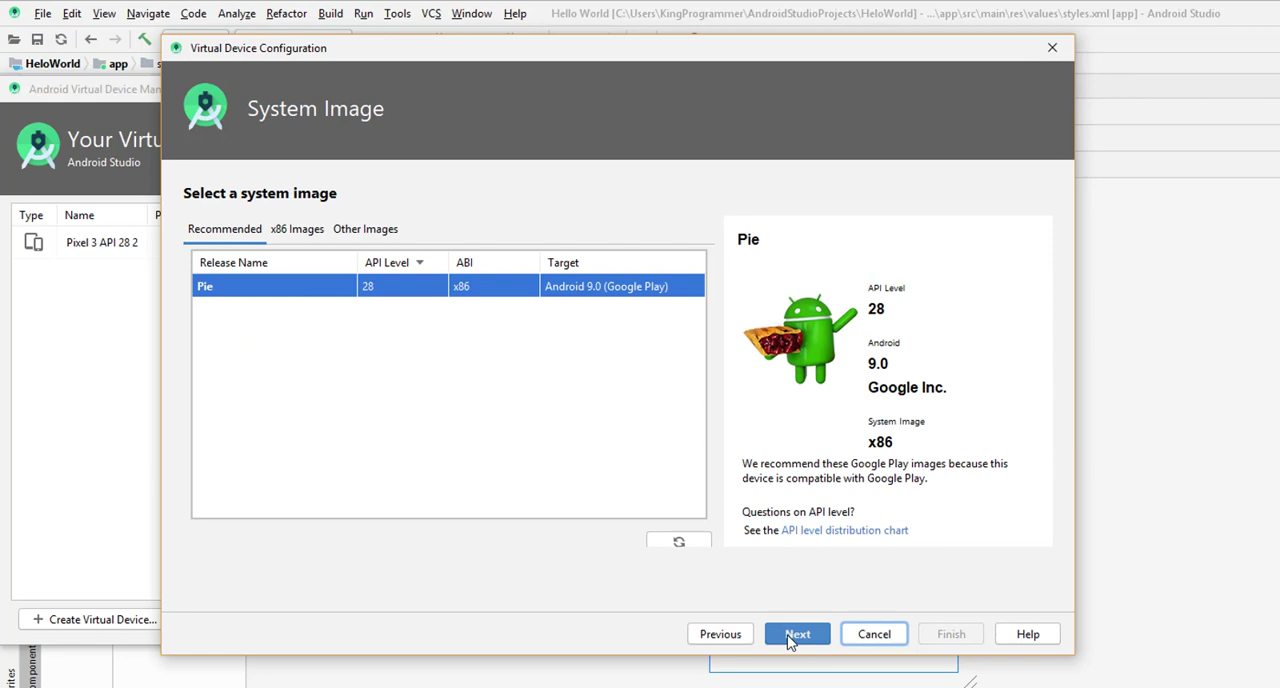 File Edit View Navigate Code Analyze Refactor Build Run Tools VCS Window Help Hello World [C:\Users\KingProgrammer\AndroidStudioProjects\HeloWorld] - ...\app\src\main\res\values\styles.xml [app] - Android Studio
Virtual Device Configuration
HeloWorld app s
Android Virtual Device Man
System Image
Your Virtu
Android Studio
Select a system image
Type Name P
Recommended x86 Images Other Images
Pixel 3 API 28 2
Release Name API Level ABI Target
Pie 28 x86 Android 9.0 (Google Play)
Pie
API Level
28
Android
9.0
Google Inc.
System Image
x86
We recommend these Google Play images because this
device is compatible with Google Play.
Questions on API level?
See the API level distribution chart
Create Virtual Device...
Previous Next Cancel Finish Help
rites
omponent